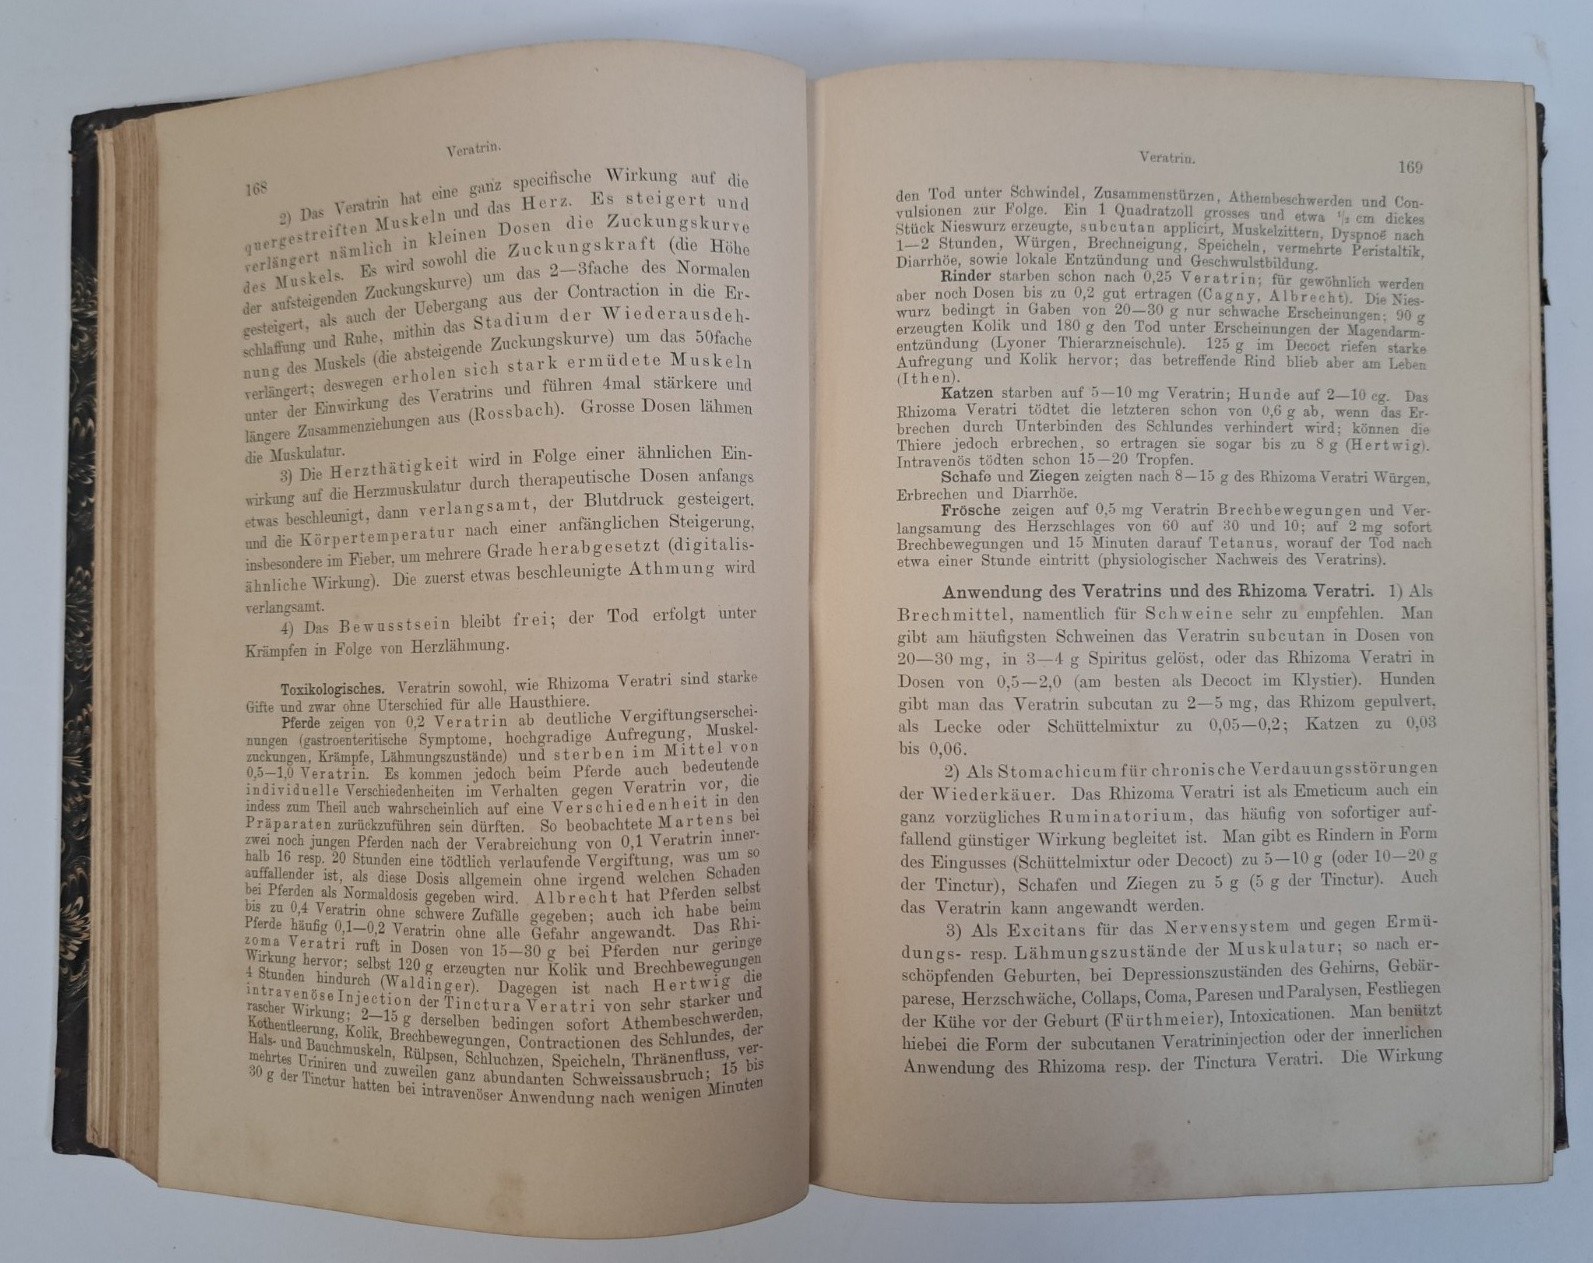 Veratrin.
168
2) Das Veratrin hat eine ganz specifische Wirkung auf die
quergestreiften Muskeln und das Herz. Es steigert und
verlängert nämlich in kleinen Dosen die Zuckungskurve
des Muskels. Es wird sowohl die Zuckungskraft (die Höhe
der aufsteigenden Zuckungskurve) um das 2—3fache des Normalen
gesteigert, als auch der Uebergang aus der Contraction in die Er-
schlaffung und Ruhe, mithin das Stadium der Wiederausdeh-
nung des Muskels (die absteigende Zuckungskurve) um das 50fache
verlängert; deswegen erholen sich stark ermüdete Muskeln
unter der Einwirkung des Veratrins und führen 4mal stärkere und
längere Zusammenziehungen aus (Rossbach). Grosse Dosen lähmen
die Muskulatur.
3) Die Herzthätigkeit wird in Folge einer ähnlichen Ein-
wirkung auf die Herzmuskulatur durch therapeutische Dosen anfangs
etwas beschleunigt, dann verlangsamt, der Blutdruck gesteigert,
und die Körpertemperatur nach einer anfänglichen Steigerung,
insbesondere im Fieber, um mehrere Grade herabgesetzt (digitalis-
ähnliche Wirkung). Die zuerst etwas beschleunigte Athmung wird
verlangsamt.
4) Das Bewusstsein bleibt frei; der Tod erfolgt unter
Krämpfen in Folge von Herzlähmung.
Toxikologisches. Veratrin sowohl, wie Rhizoma Veratri sind starke
Gifte und zwar ohne Uterschied für alle Hausthiere.
Pferde zeigen von 0,2 Veratrin ab deutliche Vergiftungserschei-
nungen (gastroenteritische Symptome, hochgradige Aufregung, Muskel-
zuckungen, Krämpfe, Lähmungszustände) und sterben im Mittel von
0,5—1,0 Veratrin. Es kommen jedoch beim Pferde auch bedeutende
individuelle Verschiedenheiten im Verhalten gegen Veratrin vor, die
indess zum Theil auch wahrscheinlich auf eine Verschiedenheit in den
Präparaten zurückzuführen sein dürften. So beobachtete Martens bei
zwei noch jungen Pferden nach der Verabreichung von 0,1 Veratrin inner-
halb 16 resp. 20 Stunden eine tödtlich verlaufende Vergiftung, was um so
auffallender ist, als diese Dosis allgemein ohne irgend welchen Schaden
bei Pferden als Normaldosis gegeben wird. Albrecht hat Pferden selbst
bis zu 0,4 Veratrin ohne schwere Zufälle gegeben; auch ich habe beim
Pferde häufig 0,1—0,2 Veratrin ohne alle Gefahr angewandt. Das Rhi-
zoma Veratri ruft in Dosen von 15—30 g bei Pferden nur geringe
Wirkung hervor; selbst 120 g erzeugten nur Kolik und Brechbewegungen
4 Stunden hindurch (Waldinger). Dagegen ist nach Hertwig die
intravenöse Injection der Tinctura Veratri von sehr starker und
rascher Wirkung; 2—15 g derselben bedingen sofort Athembeschwerden,
Kothentleerung, Kolik, Brechbewegungen, Contractionen des Schlundes, der
Hals- und Bauchmuskeln, Rülpsen, Schluchzen, Speicheln, Thränenfluss, ver-
mehrtes Uriniren und zuweilen ganz abundanten Schweissausbruch; 15 bis
30 g der Tinctur hatten bei intravenöser Anwendung nach wenigen Minuten
Veratrin.
169
den Tod unter Schwindel, Zusammenstürzen, Athembeschwerden und Con-
vulsionen zur Folge. Ein 1 Quadratzoll grosses und etwa ½ cm dickes
Stück Nieswurz erzeugte, subcutan applicirt, Muskelzittern, Dyspnoë nach
1—2 Stunden, Würgen, Brechneigung, Speicheln, vermehrte Peristaltik,
Diarrhöe, sowie lokale Entzündung und Geschwulstbildung.
Rinder starben schon nach 0,25 Veratrin; für gewöhnlich werden
aber noch Dosen bis zu 0,2 gut ertragen (Cagny, Albrecht). Die Nies-
wurz bedingt in Gaben von 20—30 g nur schwache Erscheinungen; 90 g
erzeugten Kolik und 180 g den Tod unter Erscheinungen der Magendarm-
entzündung (Lyoner Thierarzneischule). 125 g im Decoct riefen starke
Aufregung und Kolik hervor; das betreffende Rind blieb aber am Leben
(Ithen).
Katzen starben auf 5—10 mg Veratrin; Hunde auf 2—10 cg. Das
Rhizoma Veratri tödtet die letzteren schon von 0,6 g ab, wenn das Er-
brechen durch Unterbinden des Schlundes verhindert wird; können die
Thiere jedoch erbrechen, so ertragen sie sogar bis zu 8 g (Hertwig).
Intravenös tödten schon 15—20 Tropfen.
Schafe und Ziegen zeigten nach 8—15 g des Rhizoma Veratri Würgen,
Erbrechen und Diarrhöe.
Frösche zeigen auf 0,5 mg Veratrin Brechbewegungen und Ver-
langsamung des Herzschlages von 60 auf 30 und 10; auf 2 mg sofort
Brechbewegungen und 15 Minuten darauf Tetanus, worauf der Tod nach
etwa einer Stunde eintritt (physiologischer Nachweis des Veratrins).
Anwendung des Veratrins und des Rhizoma Veratri. 1) Als
Brechmittel, namentlich für Schweine sehr zu empfehlen. Man
gibt am häufigsten Schweinen das Veratrin subcutan in Dosen von
20—30 mg, in 3—4 g Spiritus gelöst, oder das Rhizoma Veratri in
Dosen von 0,5—2,0 (am besten als Decoct im Klystier). Hunden
gibt man das Veratrin subcutan zu 2—5 mg, das Rhizom gepulvert,
als Lecke oder Schüttelmixtur zu 0,05—0,2; Katzen zu 0,03
bis 0,06.
2) Als Stomachicum für chronische Verdauungsstörungen
der Wiederkäuer. Das Rhizoma Veratri ist als Emeticum auch ein
ganz vorzügliches Ruminatorium, das häufig von sofortiger auf-
fallend günstiger Wirkung begleitet ist. Man gibt es Rindern in Form
des Eingusses (Schüttelmixtur oder Decoct) zu 5—10 g (oder 10—20 g
der Tinctur), Schafen und Ziegen zu 5 g (5 g der Tinctur). Auch
das Veratrin kann angewandt werden.
3) Als Excitans für das Nervensystem und gegen Ermü-
dungs- resp. Lähmungszustände der Muskulatur; so nach er-
schöpfenden Geburten, bei Depressionszuständen des Gehirns, Gebär-
parese, Herzschwäche, Collaps, Coma, Paresen und Paralysen, Festliegen
der Kühe vor der Geburt (Fürthmeier), Intoxicationen. Man benützt
hiebei die Form der subcutanen Veratrininjection oder der innerlichen
Anwendung des Rhizoma resp. der Tinctura Veratri. Die Wirkung